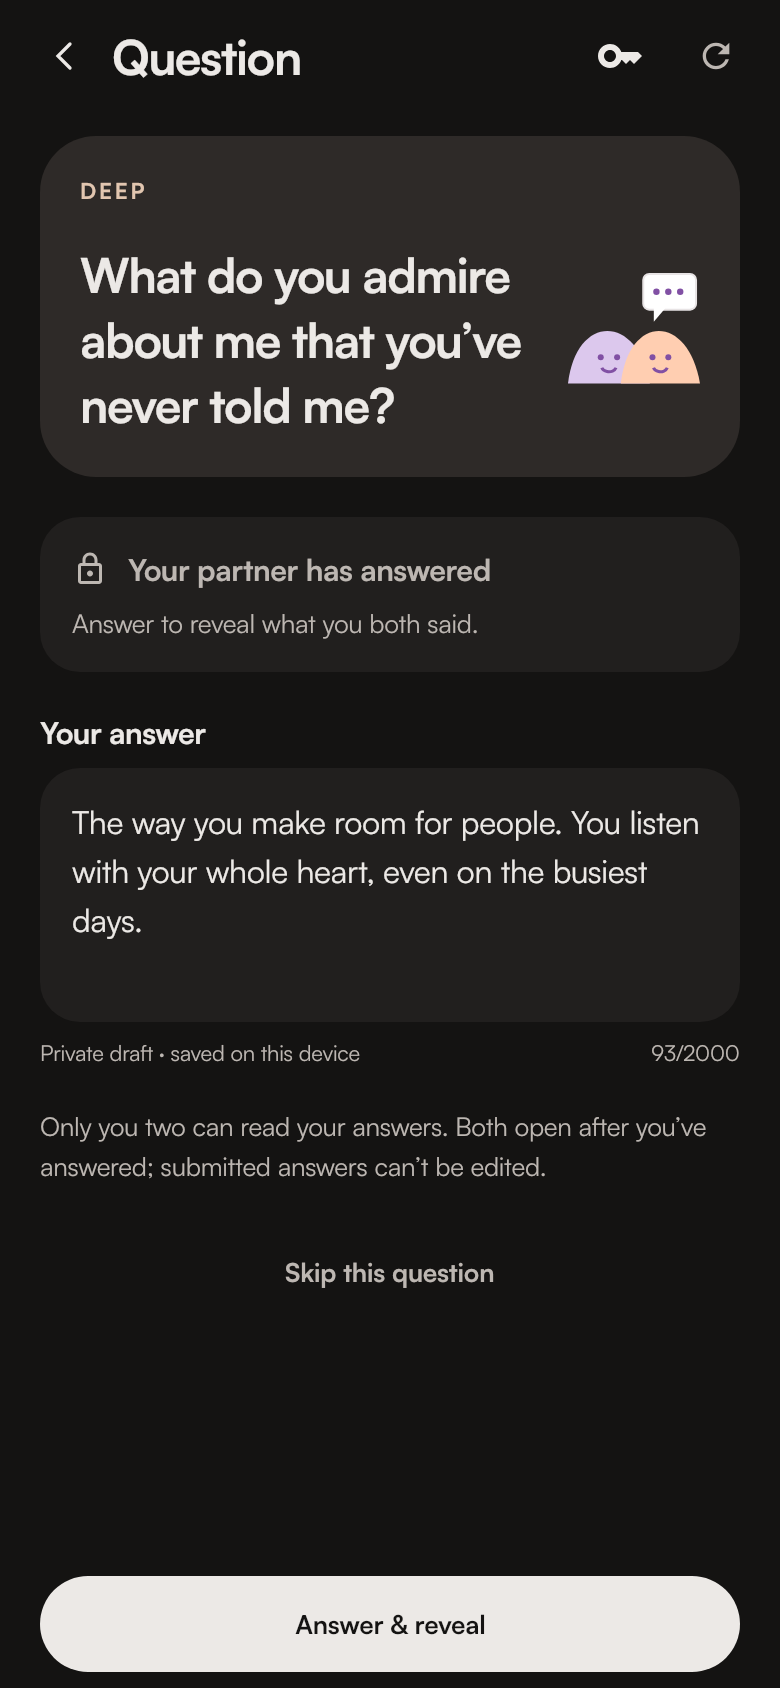 Question
DEEP
What do you admire
about me that you’ve
never told me?
Your partner has answered
Answer to reveal what you both said.
Your answer
The way you make room for people. You listen
with your whole heart, even on the busiest
days.
Private draft · saved on this device
93/2000
Only you two can read your answers. Both open after you’ve
answered; submitted answers can’t be edited.
Skip this question
Answer & reveal